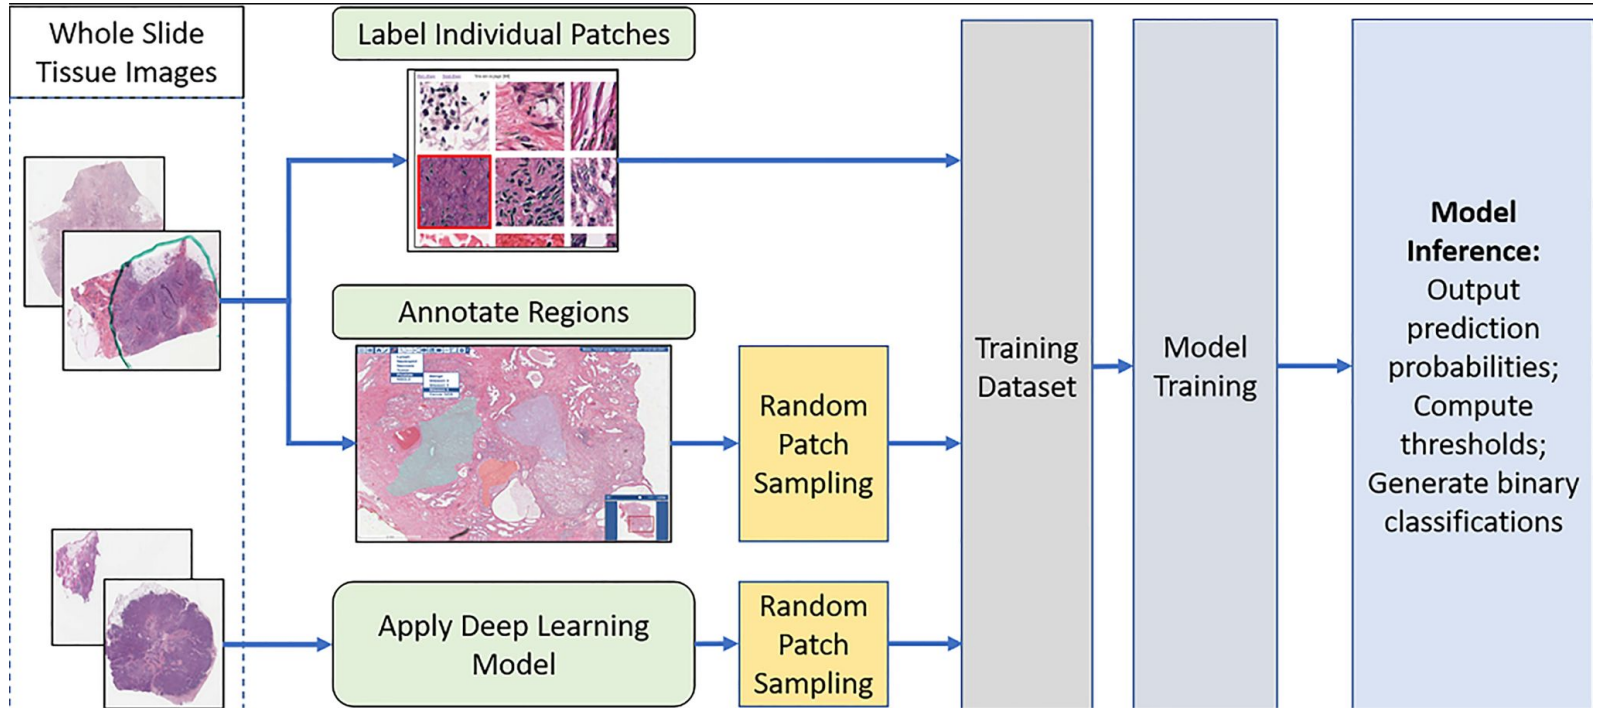 Whole Slide
Tissue Images
Label Individual Patches
Annotate Regions
Random
Patch
Sampling
Apply Deep Learning
Model
Random
Patch
Sampling
Training
Dataset
Model
Training
Model
Inference:
Output
prediction
probabilities;
Compute
thresholds;
Generate binary
classifications